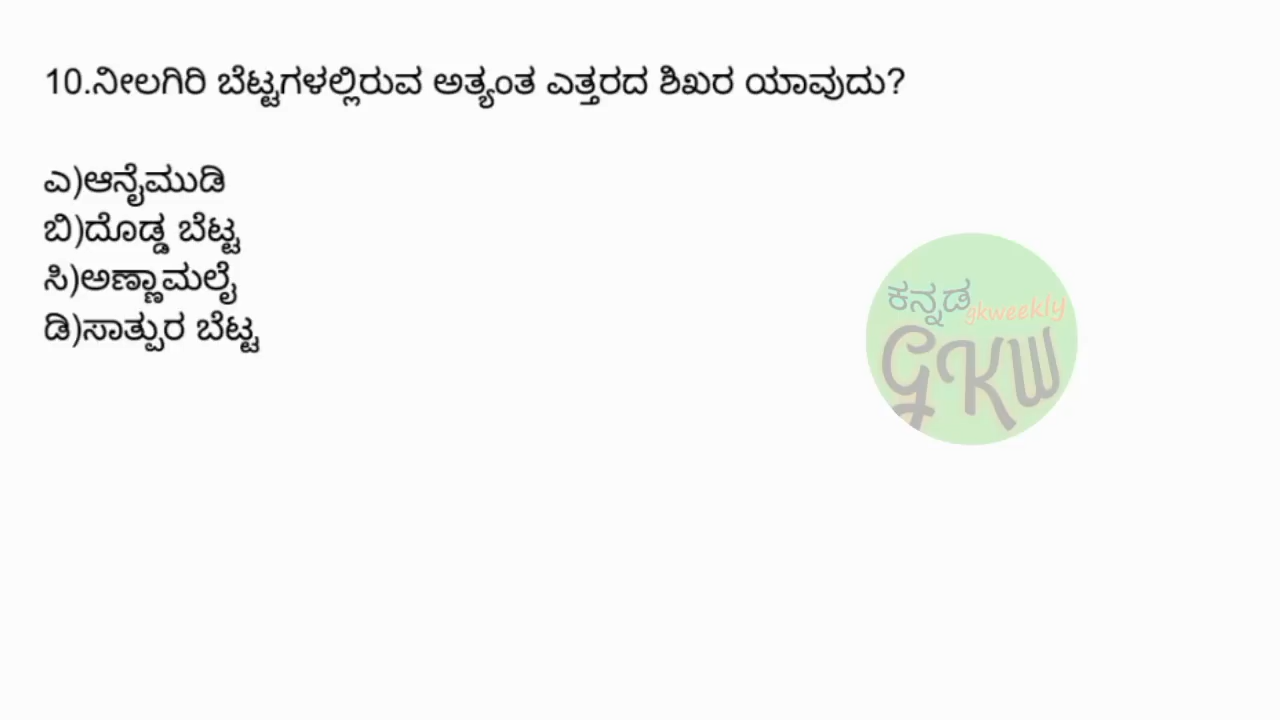 10.ನೀಲಗಿರಿ ಬೆಟ್ಟಗಳಲ್ಲಿರುವ ಅತ್ಯಂತ ಎತ್ತರದ ಶಿಖರ ಯಾವುದು?
ಎ)ಆನೈಮುಡಿ
ಬಿ)ದೊಡ್ಡ ಬೆಟ್ಟ
ಸಿ)ಅಣ್ಣಾಮಲೈ
ಡಿ)ಸಾತ್ಪುರ ಬೆಟ್ಟ
ಕನ್ನಡ
gkweekly
GKW